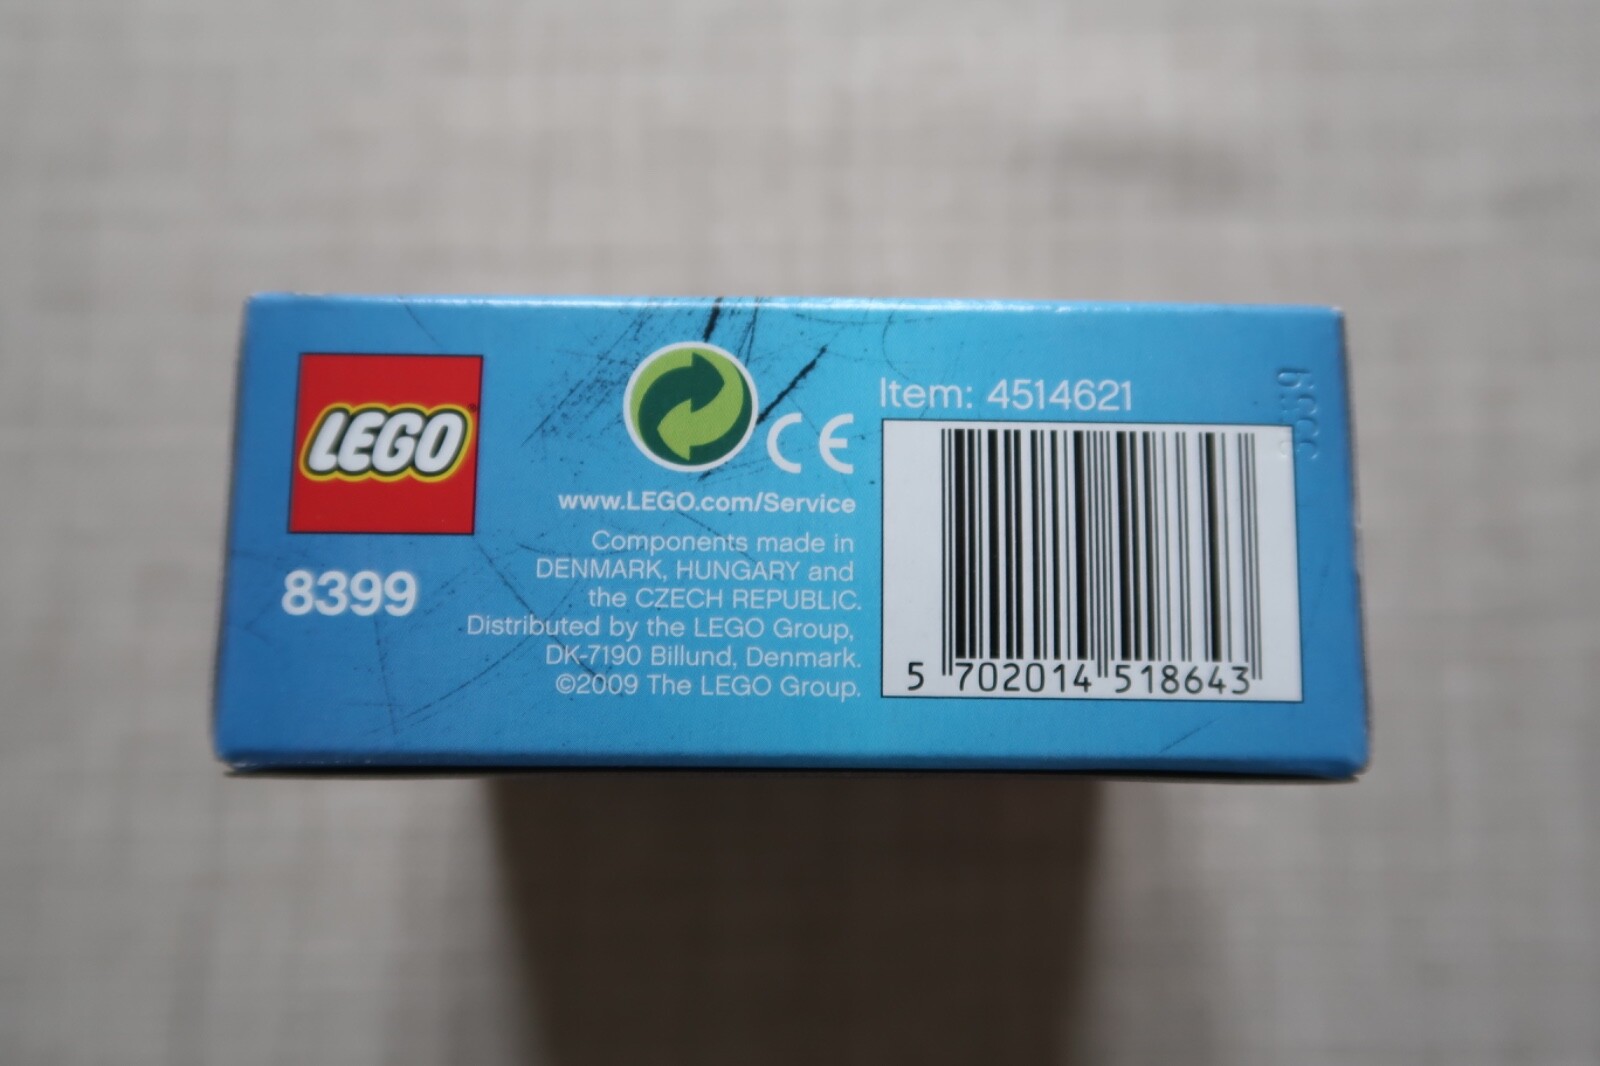 LEGO
8399
CE
www.LEGO.com/Service
Components made in
DENMARK, HUNGARY and
the CZECH REPUBLIC.
Distributed by the LEGO Group,
DK-7190 Billund, Denmark.
©2009 The LEGO Group.
Item: 4514621
5 702014 518643